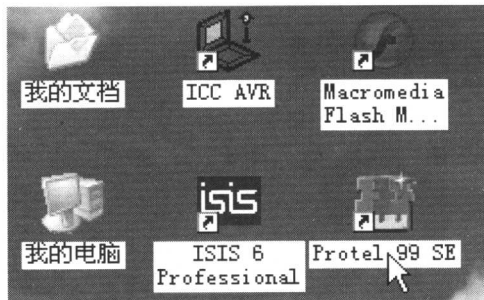 我的文档
ICC AVR
Macromedia
Flash M...
我的电脑
isis
ISIS 6
Professional
Protel 99 SE